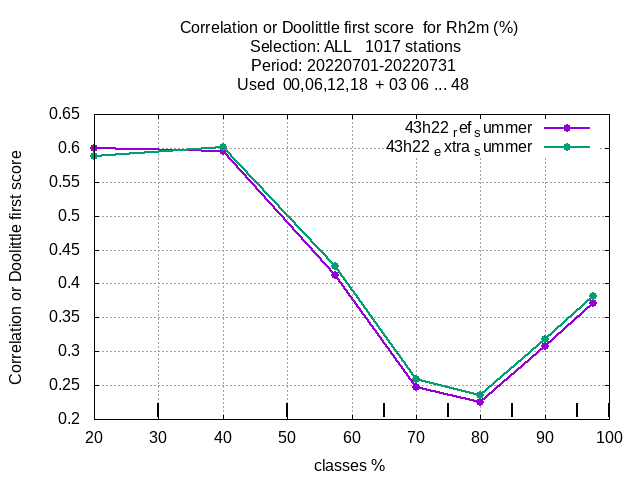 Correlation or Doolittle first score  for Rh2m (%)
Selection: ALL   1017 stations
Period: 20220701-20220731
Used  00,06,12,18  + 03 06 ... 48
43h22 ref summer
43h22 extra summer
Correlation or Doolittle first score
0.65
0.6
0.55
0.5
0.45
0.4
0.35
0.3
0.25
0.2
20 30 40 50 60 70 80 90 100
classes %